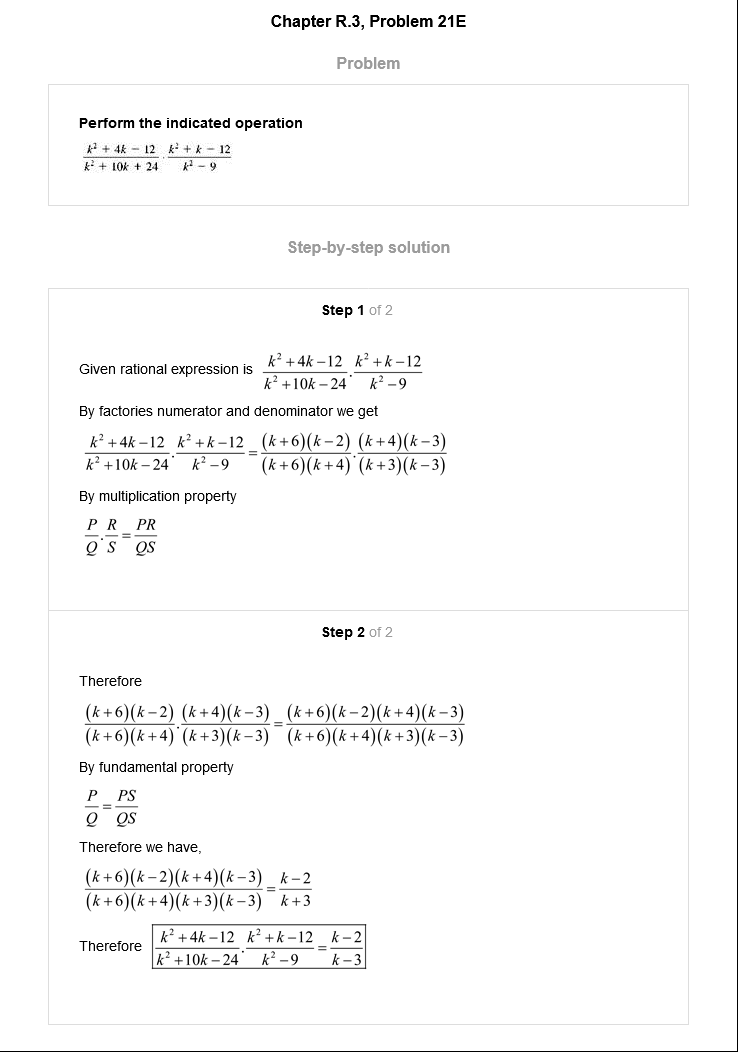 Chapter R.3, Problem 21E
Problem
Perform the indicated operation
\frac{k^2 + 4k - 12}{k^2 + 10k + 24} \cdot \frac{k^2 + k - 12}{k^2 - 9}
Step-by-step solution
Step 1 of 2
Given rational expression is \frac{k^2+4k-12}{k^2+10k-24} \cdot \frac{k^2+k-12}{k^2-9}
By factories numerator and denominator we get
\frac{k^2+4k-12}{k^2+10k-24} \cdot \frac{k^2+k-12}{k^2-9} = \frac{(k+6)(k-2)}{(k+6)(k+4)} \cdot \frac{(k+4)(k-3)}{(k+3)(k-3)}
By multiplication property
\frac{P}{Q} \cdot \frac{R}{S} = \frac{PR}{QS}
Step 2 of 2
Therefore
\frac{(k+6)(k-2)}{(k+6)(k+4)} \cdot \frac{(k+4)(k-3)}{(k+3)(k-3)} = \frac{(k+6)(k-2)(k+4)(k-3)}{(k+6)(k+4)(k+3)(k-3)}
By fundamental property
\frac{P}{Q} = \frac{PS}{QS}
Therefore we have,
\frac{(k+6)(k-2)(k+4)(k-3)}{(k+6)(k+4)(k+3)(k-3)} = \frac{k-2}{k+3}
Therefore \frac{k^2+4k-12}{k^2+10k-24} \cdot \frac{k^2+k-12}{k^2-9} = \frac{k-2}{k-3}